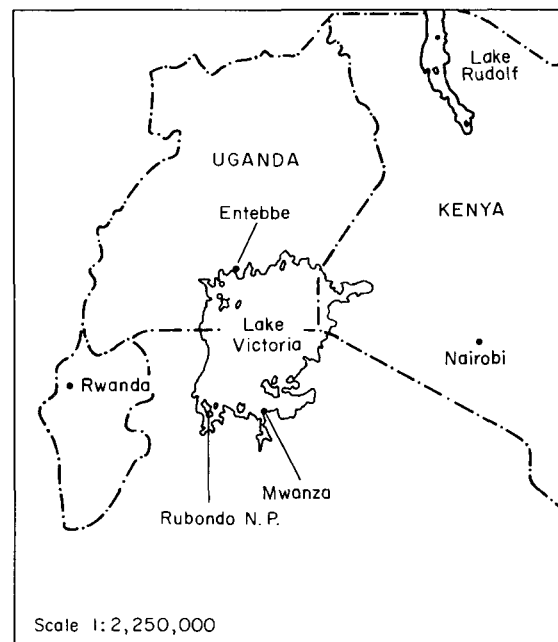 Lake
Rudolf
UGANDA
KENYA
Entebbe
Lake
Victoria
Nairobi
Rwanda
Mwanza
Rubondo N.P.
Scale 1:2,250,000